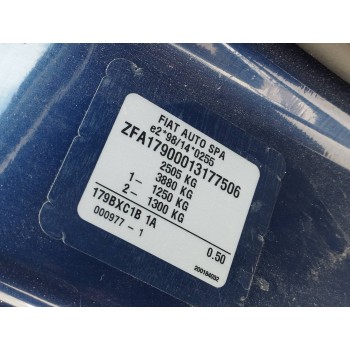 FIAT AUTO SPA
e2*98/14*0255
ZFA17900013177506
2505 KG
3880 KG
1- 1250 KG
2- 1300 KG
179BXC1B 1A
000977 - 1
0.50